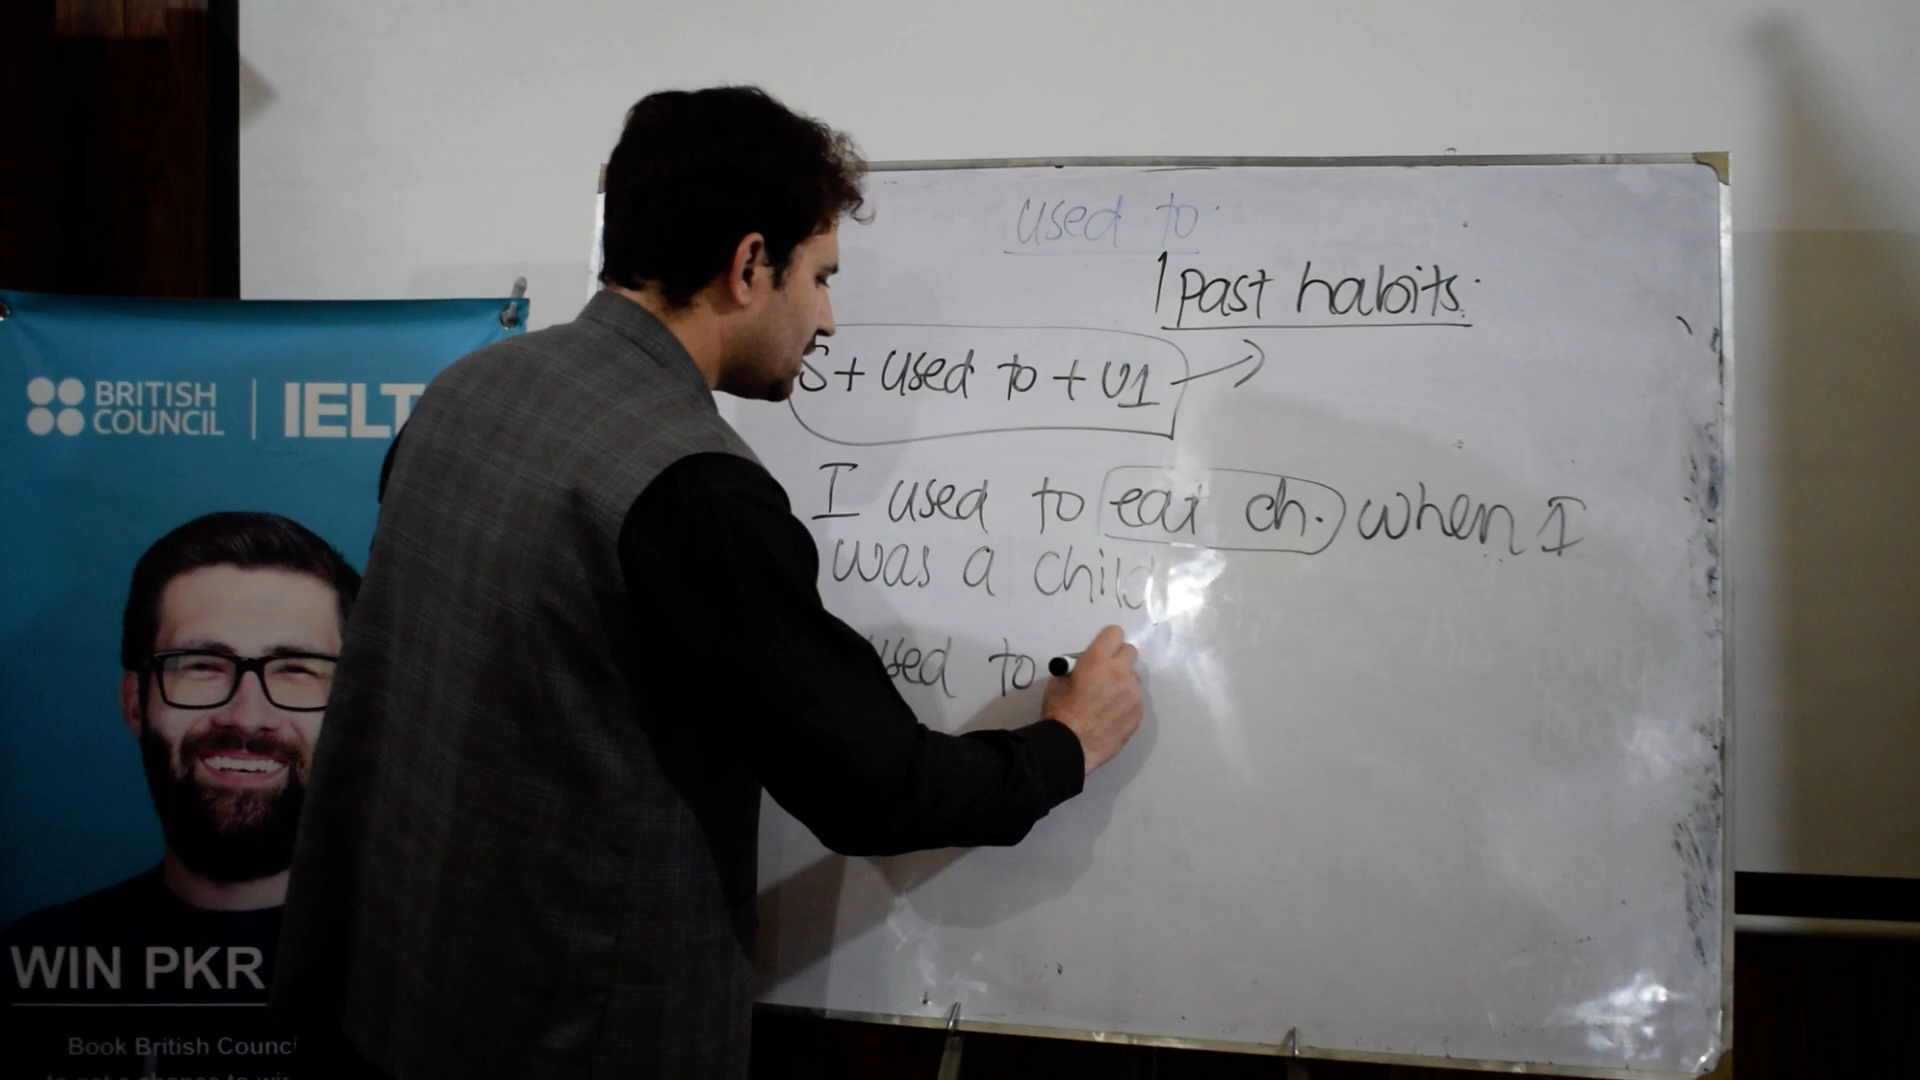 BRITISH
COUNCIL
IELT
WIN PKR
Book British Counci
used to
1 past habits.
S + used to + V1
I used to eat ch. when I
was a child
used to